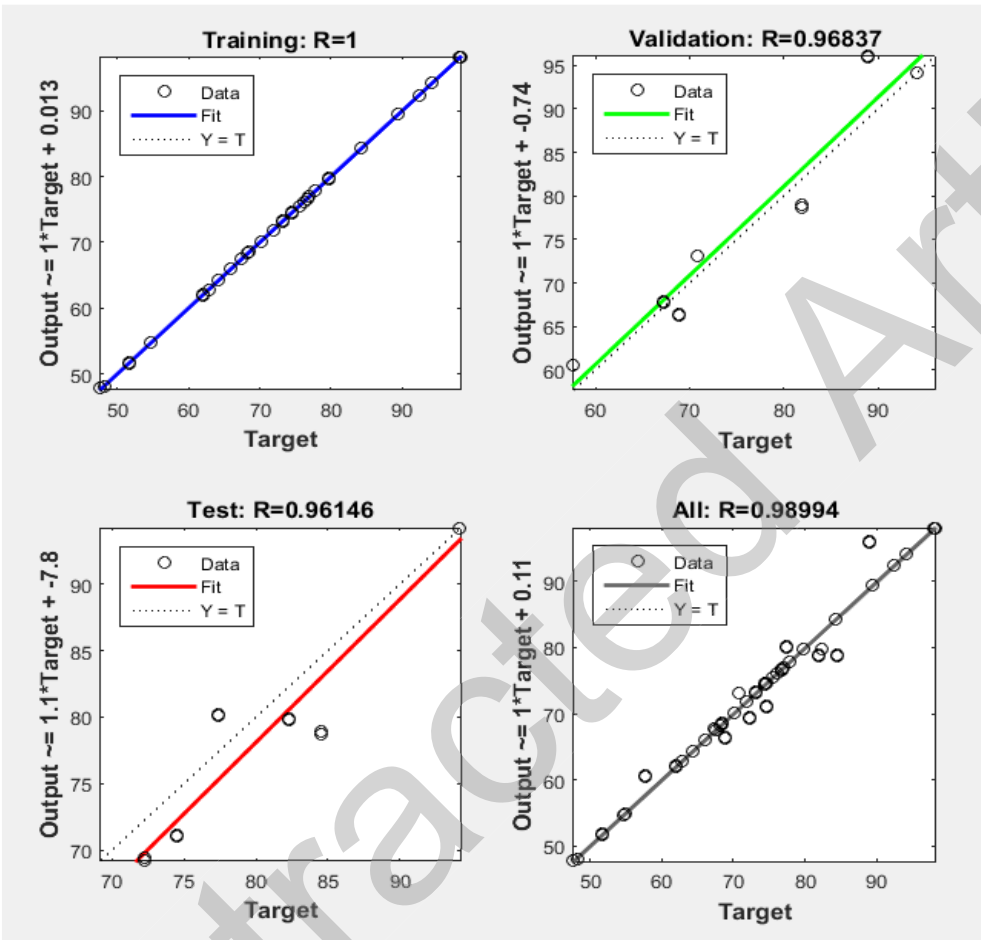 Training: R=1
Output ~= 1*Target + 0.013
Data
Fit
Y = T
90
80
70
60
50
50 60 70 80 90
Target
Validation: R=0.96837
Output ~= 1*Target + -0.74
Data
Fit
Y = T
95
90
85
80
75
70
65
60
60 70 80 90
Target
Test: R=0.96146
Output ~= 1.1*Target + -7.8
Data
Fit
Y = T
90
85
80
75
70
70 75 80 85 90
Target
All: R=0.98994
Output ~= 1*Target + 0.11
Data
Fit
Y = T
90
80
70
60
50
50 60 70 80 90
Target
tracted Art